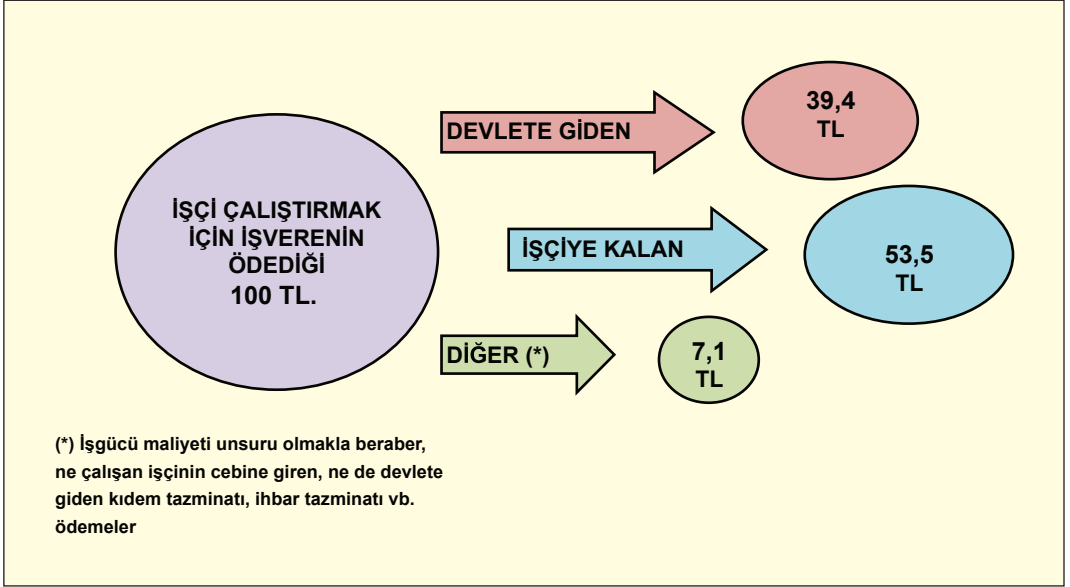 İŞÇİ ÇALIŞTIRMAK
İÇİN İŞVERENİN
ÖDEDİĞİ
100 TL.
DEVLETE GİDEN
39,4
TL
İŞÇİYE KALAN
53,5
TL
DİĞER (*)
7,1
TL
(*) İşgücü maliyeti unsuru olmakla beraber,
ne çalışan işçinin cebine giren, ne de devlete
giden kıdem tazminatı, ihbar tazminatı vb.
ödemeler